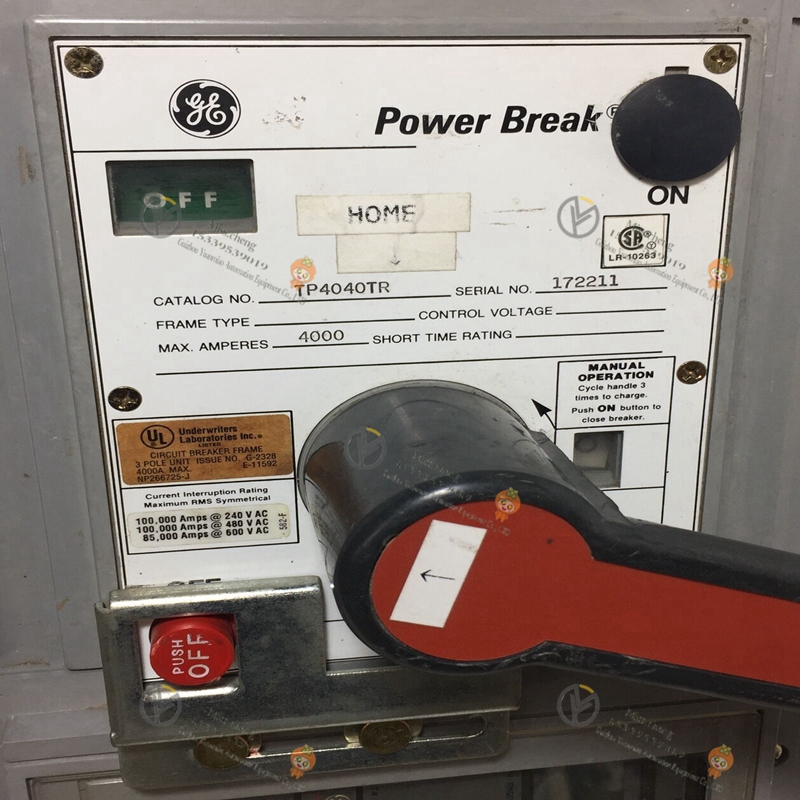 GE
Power Break®
OFF
ON
HOME
↓
LR-10263
CATALOG NO. TP4040TR SERIAL NO. 172211
FRAME TYPE CONTROL VOLTAGE
MAX. AMPERES 4000 SHORT TIME RATING
MANUAL
OPERATION
Cycle handle 3
times to charge.
Push ON button to
close breaker.
UL Underwriters
Laboratories Inc.®
LISTED
CIRCUIT BREAKER FRAME
3 POLE UNIT ISSUE NO. G-2328
4000A. MAX. E-11592
NP266725-J
Current Interruption Rating
Maximum RMS Symmetrical
100,000 Amps @ 240 V AC
100,000 Amps @ 480 V AC
85,000 Amps @ 600 V AC
582-F
←
PUSH
OFF
15339539019